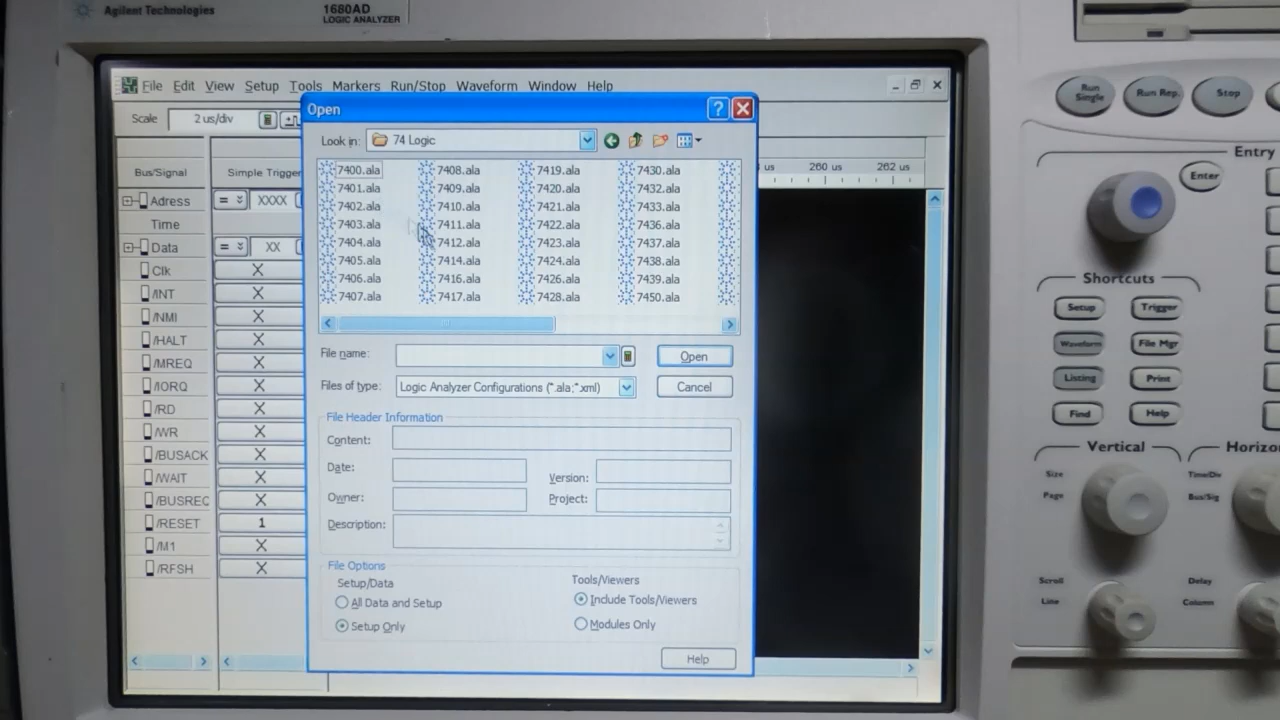 Agilent Technologies
1680AD
LOGIC ANALYZER
File Edit View Setup Tools Markers Run/Stop Waveform Window Help
Scale 2 us/div
Open
Look in: 74 Logic
Bus/Signal Simple Trigger
us 260 us 262 us
7400.ala 7408.ala 7419.ala 7430.ala
7401.ala 7409.ala 7420.ala 7432.ala
7402.ala 7410.ala 7421.ala 7433.ala
7403.ala 7411.ala 7422.ala 7436.ala
7404.ala 7412.ala 7423.ala 7437.ala
7405.ala 7414.ala 7424.ala 7438.ala
7406.ala 7416.ala 7426.ala 7439.ala
7407.ala 7417.ala 7428.ala 7450.ala
Adress = XXXX
Time
Data = XX
Clk X
/INT X
/NMI X
/HALT X
/MREQ X
/IORQ X
/RD X
/WR X
/BUSACK X
/WAIT X
/BUSREQ X
/RESET 1
/M1 X
/RFSH X
File name: Open
Files of type: Logic Analyzer Configurations (*.ala;*.xml) Cancel
File Header Information
Content:
Date: Version:
Owner: Project:
Description:
File Options
Setup/Data Tools/Viewers
All Data and Setup Include Tools/Viewers
Setup Only Modules Only
Help
Run Single Run Rep. Stop
Entry
Enter
Shortcuts
Setup Trigger
Waveform File Mgr
Listing Print
Find Help
Vertical Horizo
Size Time/Div
Page Bus/Sig
Scroll Delay
Line Column